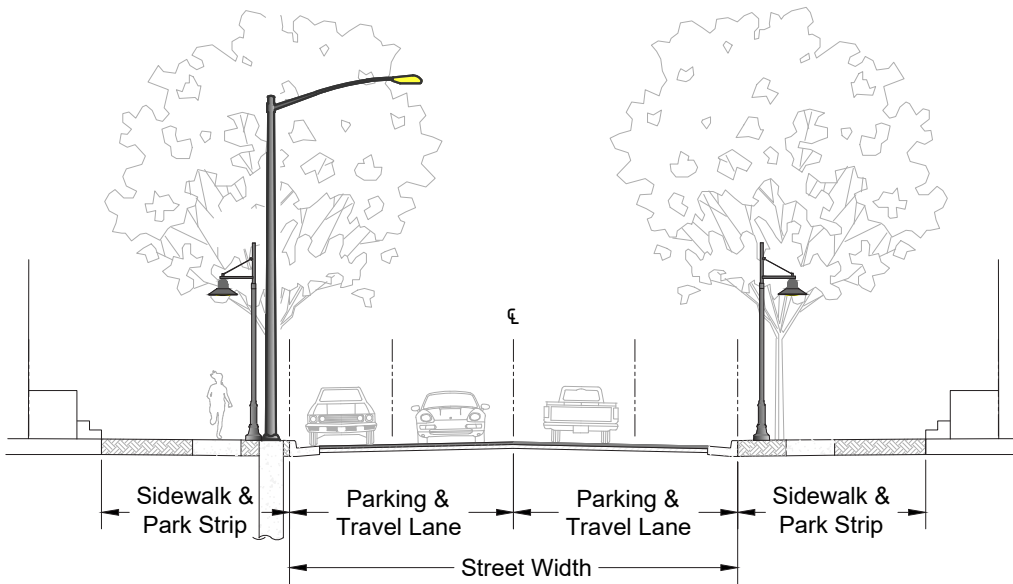 ℄
Sidewalk &
Park Strip
Parking &
Travel Lane
Parking &
Travel Lane
Sidewalk &
Park Strip
Street Width